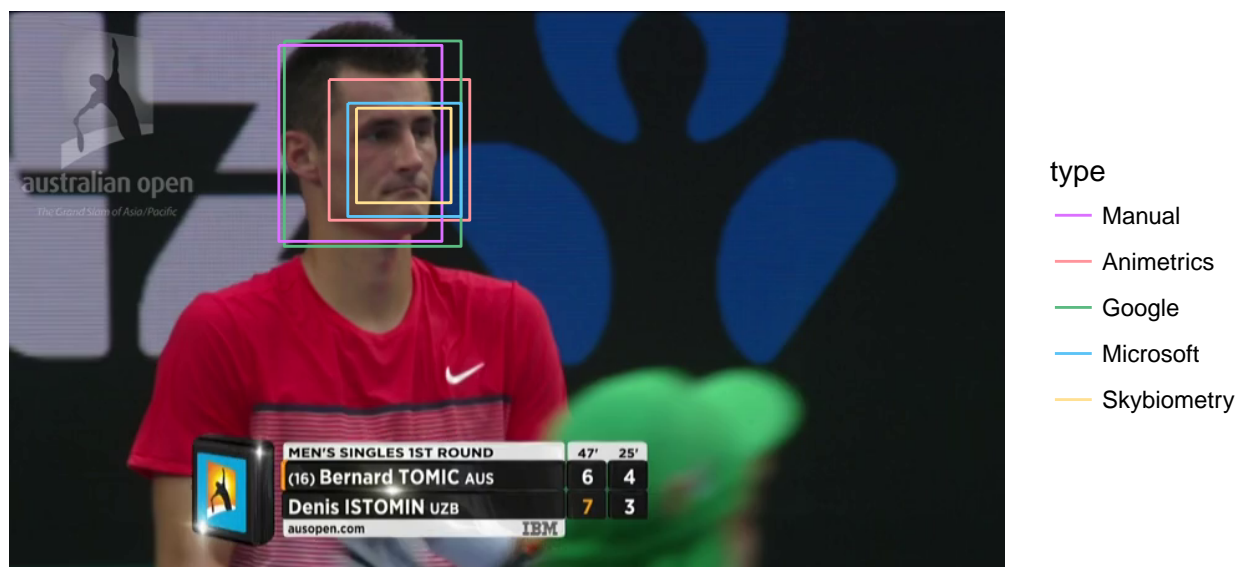 australian open
The Grand Slam of Asia/Pacific
MEN'S SINGLES 1ST ROUND 47' 25'
(16) Bernard TOMIC AUS 6 4
Denis ISTOMIN UZB 7 3
ausopen.com IBM
type
Manual
Animetrics
Google
Microsoft
Skybiometry